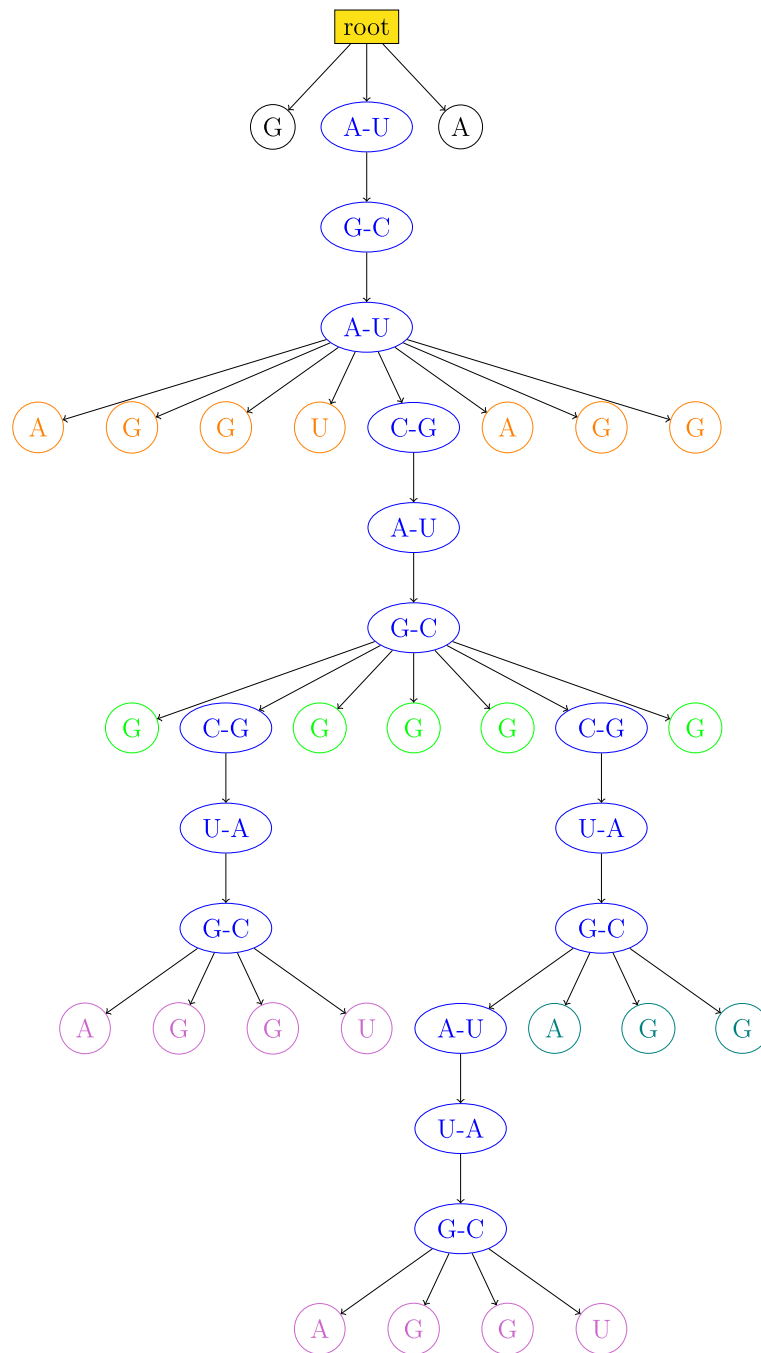 root
G A-U A
G-C
A-U
A G G U C-G A G G
A-U
G-C
G C-G G G G C-G G
U-A U-A
G-C G-C
A G G U A-U A G G
U-A
G-C
A G G U